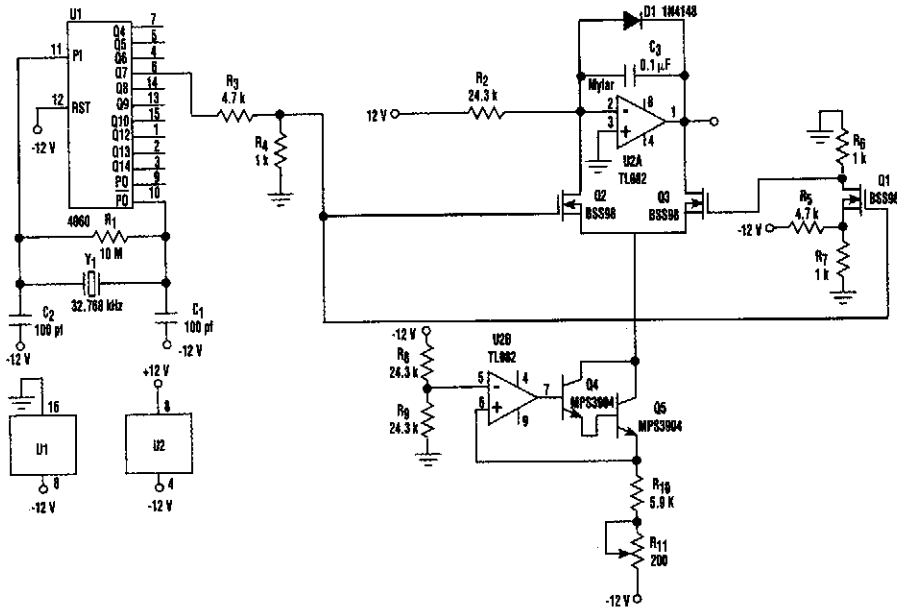 U1
4060
11 P1
12 RST
-12 V
Q4 7
Q5 5
Q6 4
Q7 6
Q8 14
Q9 13
Q10 15
Q12 1
Q13 2
Q14 3
PO 9
PO 10
R1
10 M
Y1
32.768 kHz
C2
100 pf
-12 V
C1
100 pf
-12 V
R3
4.7 k
R4
1 k
12 V
R2
24.3 k
D1 1N4148
C3
0.1 µF
Mylar
2 -
3 +
8
1
4
U2A
TL082
Q2
BSS98
Q3
BSS98
R6
1 k
Q1
BSS98
R5
4.7 k
-12 V
R7
1 k
-12 V
R8
24.3 k
R9
24.3 k
U2B
TL082
5 -
6 +
4
7
9
Q4
MPS3904
Q5
MPS3904
R10
5.9 K
R11
200
-12 V
16
U1
8
-12 V
+12 V
8
U2
4
-12 V